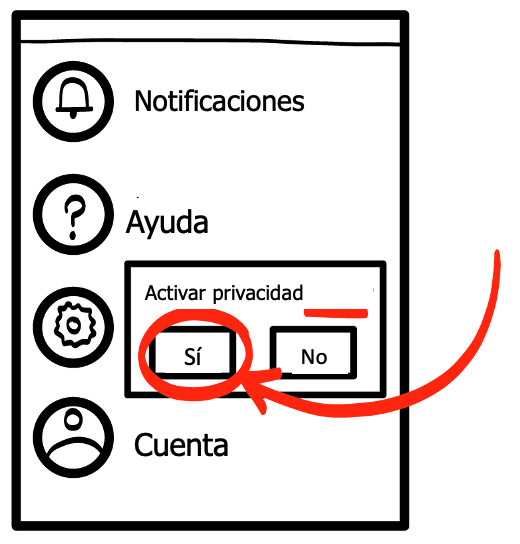 Notificaciones
Ayuda
Activar privacidad
Sí
No
Cuenta